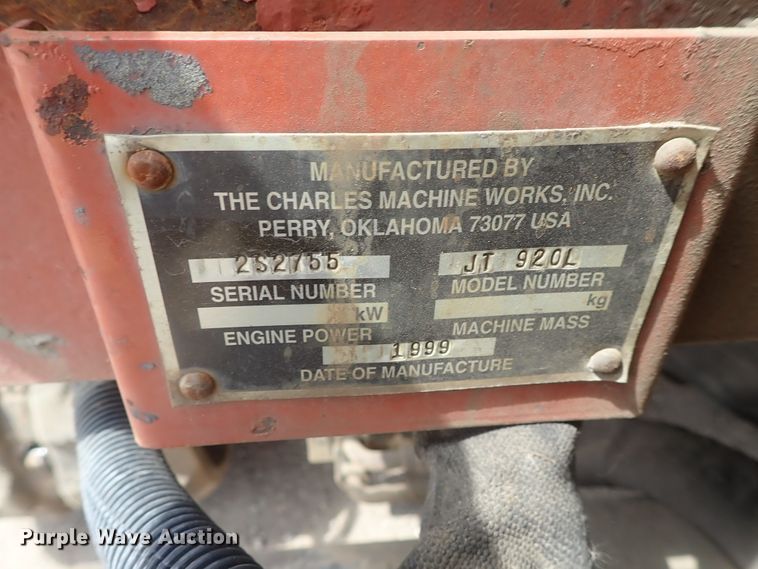 MANUFACTURED BY
THE CHARLES MACHINE WORKS, INC.
PERRY, OKLAHOMA 73077 USA
2S2755 JT 920L
SERIAL NUMBER MODEL NUMBER
kW kg
ENGINE POWER MACHINE MASS
1999
DATE OF MANUFACTURE
Purple Wave Auction